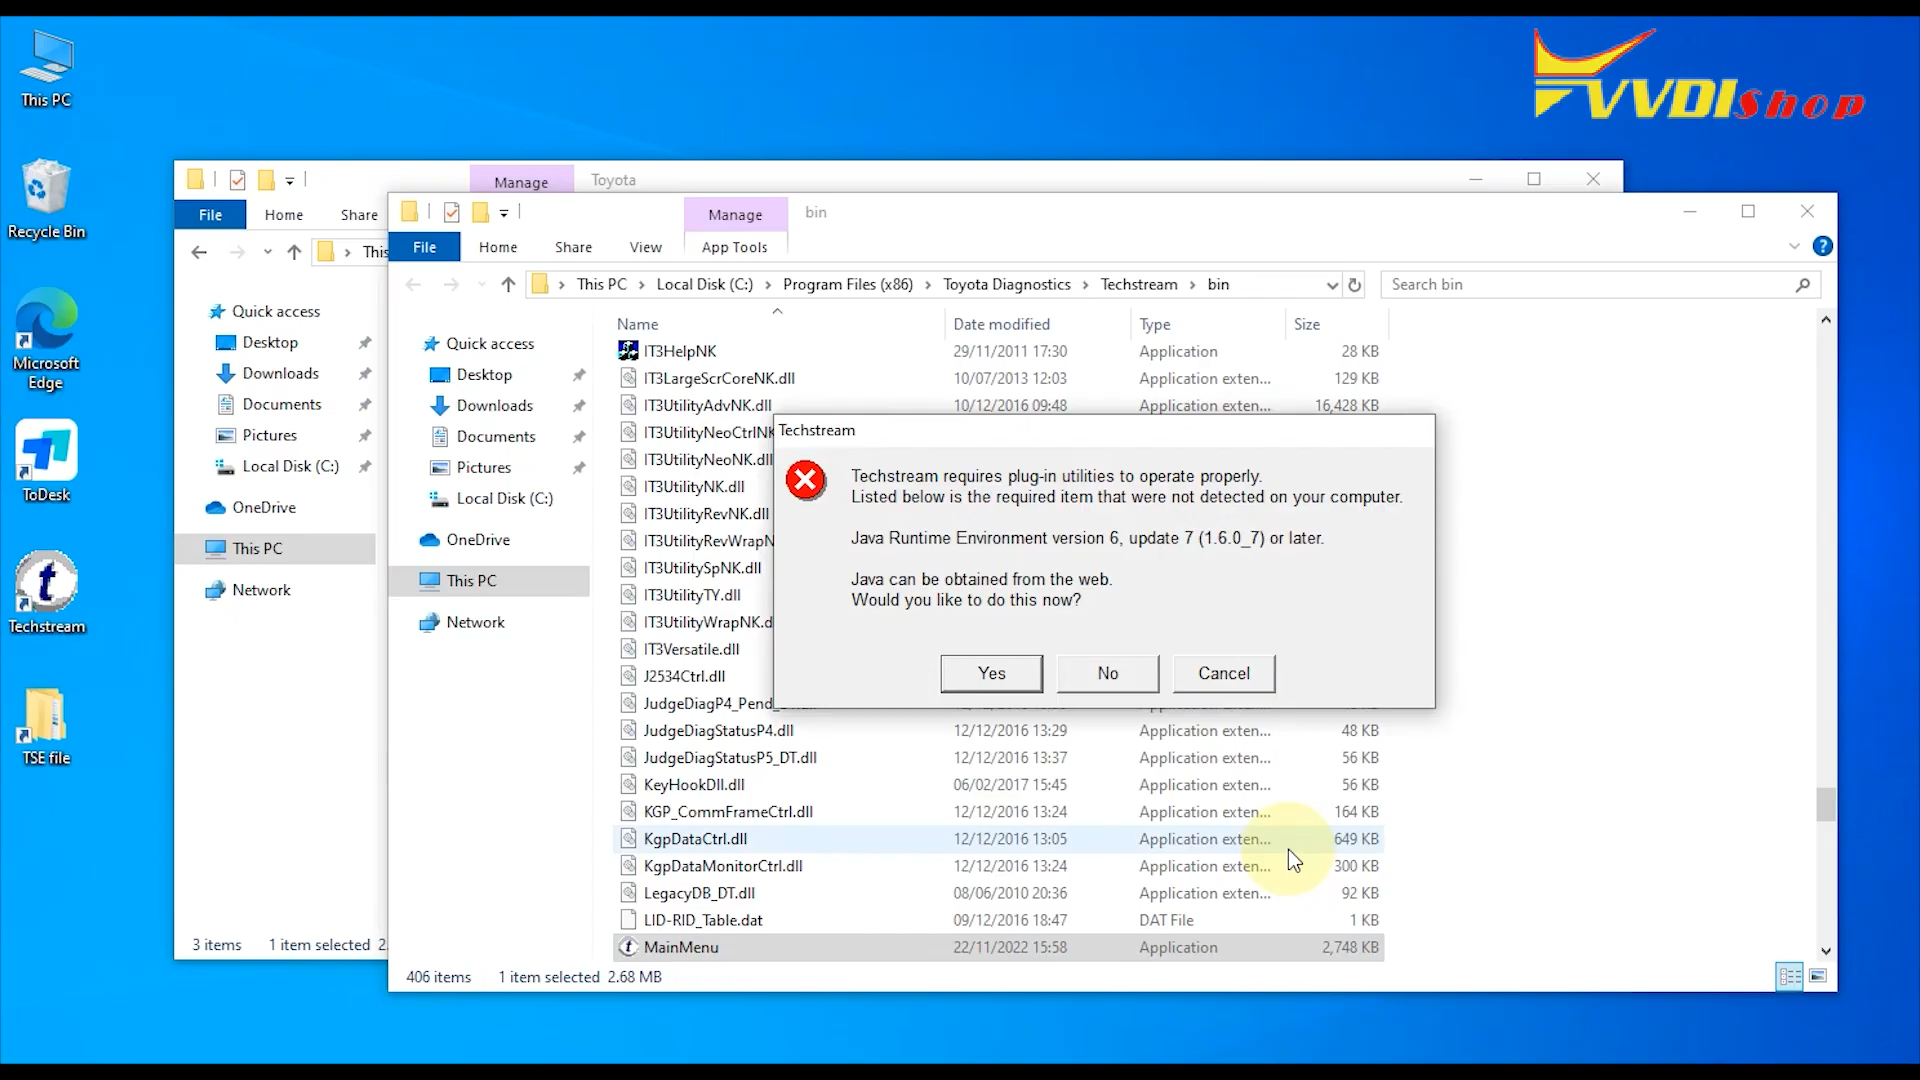 This PC
Recycle Bin
Microsoft
Edge
ToDesk
Techstream
TSE file
VVDIshop
Manage
Toyota
File
Home
Share
This
Quick access
Desktop
Downloads
Documents
Pictures
Local Disk (C:)
OneDrive
This PC
Network
3 items
1 item selected 2.
Manage
bin
File
Home
Share
View
App Tools
This PC > Local Disk (C:) > Program Files (x86) > Toyota Diagnostics > Techstream > bin
Search bin
Quick access
Desktop
Downloads
Documents
Pictures
Local Disk (C:)
OneDrive
This PC
Network
Name Date modified Type Size
IT3HelpNK 29/11/2011 17:30 Application 28 KB
IT3LargeScrCoreNK.dll 10/07/2013 12:03 Application exten... 129 KB
IT3UtilityAdvNK.dll 10/12/2016 09:48 Application exten... 16,428 KB
IT3UtilityNeoCtrlNK
IT3UtilityNeoNK.dll
IT3UtilityNK.dll
IT3UtilityRevNK.dll
IT3UtilityRevWrapN
IT3UtilitySpNK.dll
IT3UtilityTY.dll
IT3UtilityWrapNK.d
IT3Versatile.dll
J2534Ctrl.dll
JudgeDiagP4_Pend_
JudgeDiagStatusP4.dll 12/12/2016 13:29 Application exten... 48 KB
JudgeDiagStatusP5_DT.dll 12/12/2016 13:37 Application exten... 56 KB
KeyHookDll.dll 06/02/2017 15:45 Application exten... 56 KB
KGP_CommFrameCtrl.dll 12/12/2016 13:24 Application exten... 164 KB
KgpDataCtrl.dll 12/12/2016 13:05 Application exten... 649 KB
KgpDataMonitorCtrl.dll 12/12/2016 13:24 Application exten... 300 KB
LegacyDB_DT.dll 08/06/2010 20:36 Application exten... 92 KB
LID-RID_Table.dat 09/12/2016 18:47 DAT File 1 KB
MainMenu 22/11/2022 15:58 Application 2,748 KB
406 items
1 item selected 2.68 MB
Techstream
Techstream requires plug-in utilities to operate properly.
Listed below is the required item that were not detected on your computer.
Java Runtime Environment version 6, update 7 (1.6.0_7) or later.
Java can be obtained from the web.
Would you like to do this now?
Yes
No
Cancel